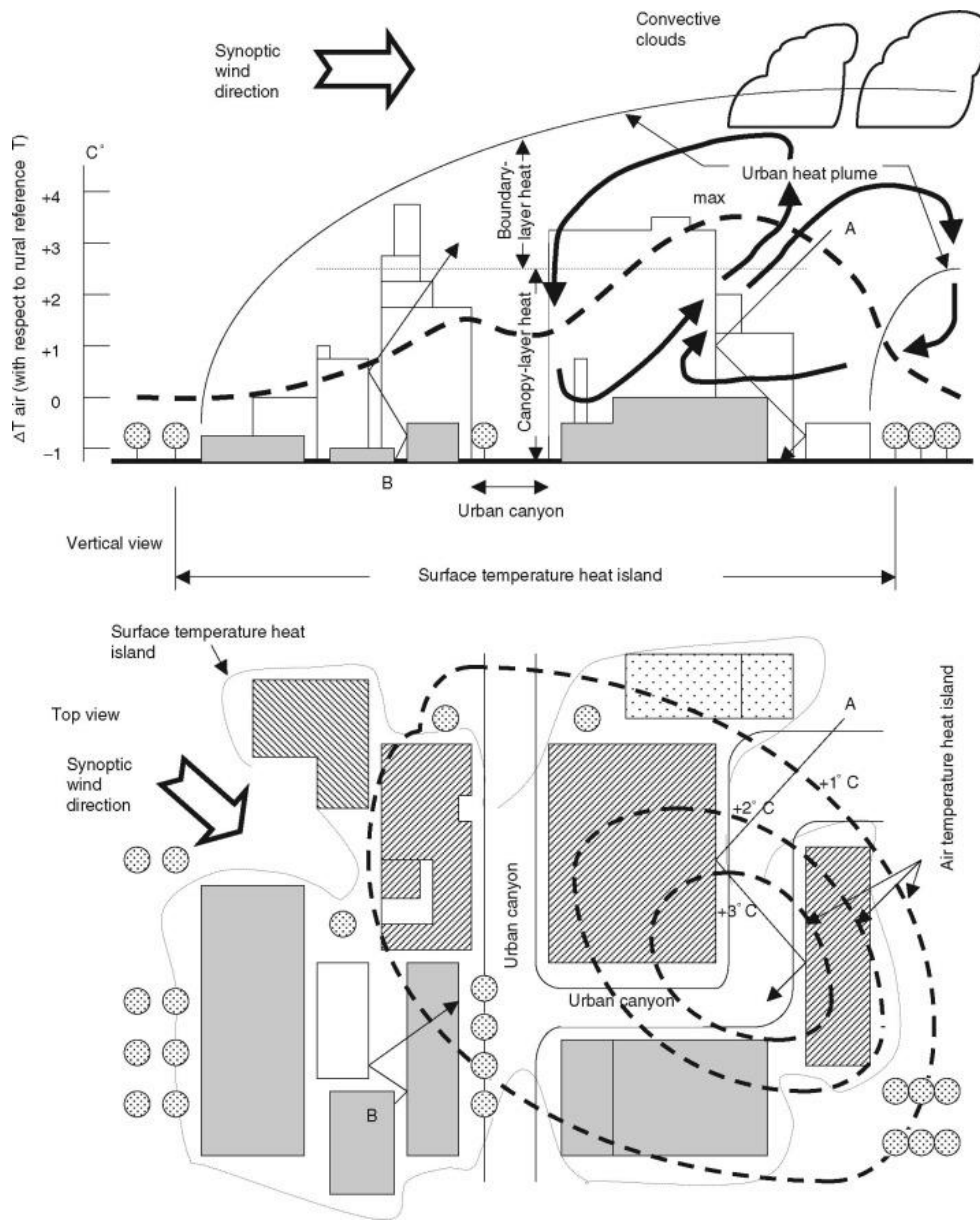 Convective
clouds
Synoptic
wind
direction
C°
ΔT air (with respect to rural reference T)
+4
+3
+2
+1
0
−1
Boundary-
layer heat
Canopy-layer heat
Urban heat plume
max
A
B
Urban canyon
Vertical view
Surface temperature heat island
Surface temperature heat
island
Top view
Synoptic
wind
direction
A
+1° C
+2° C
+3° C
Air temperature heat island
Urban canyon
Urban canyon
B